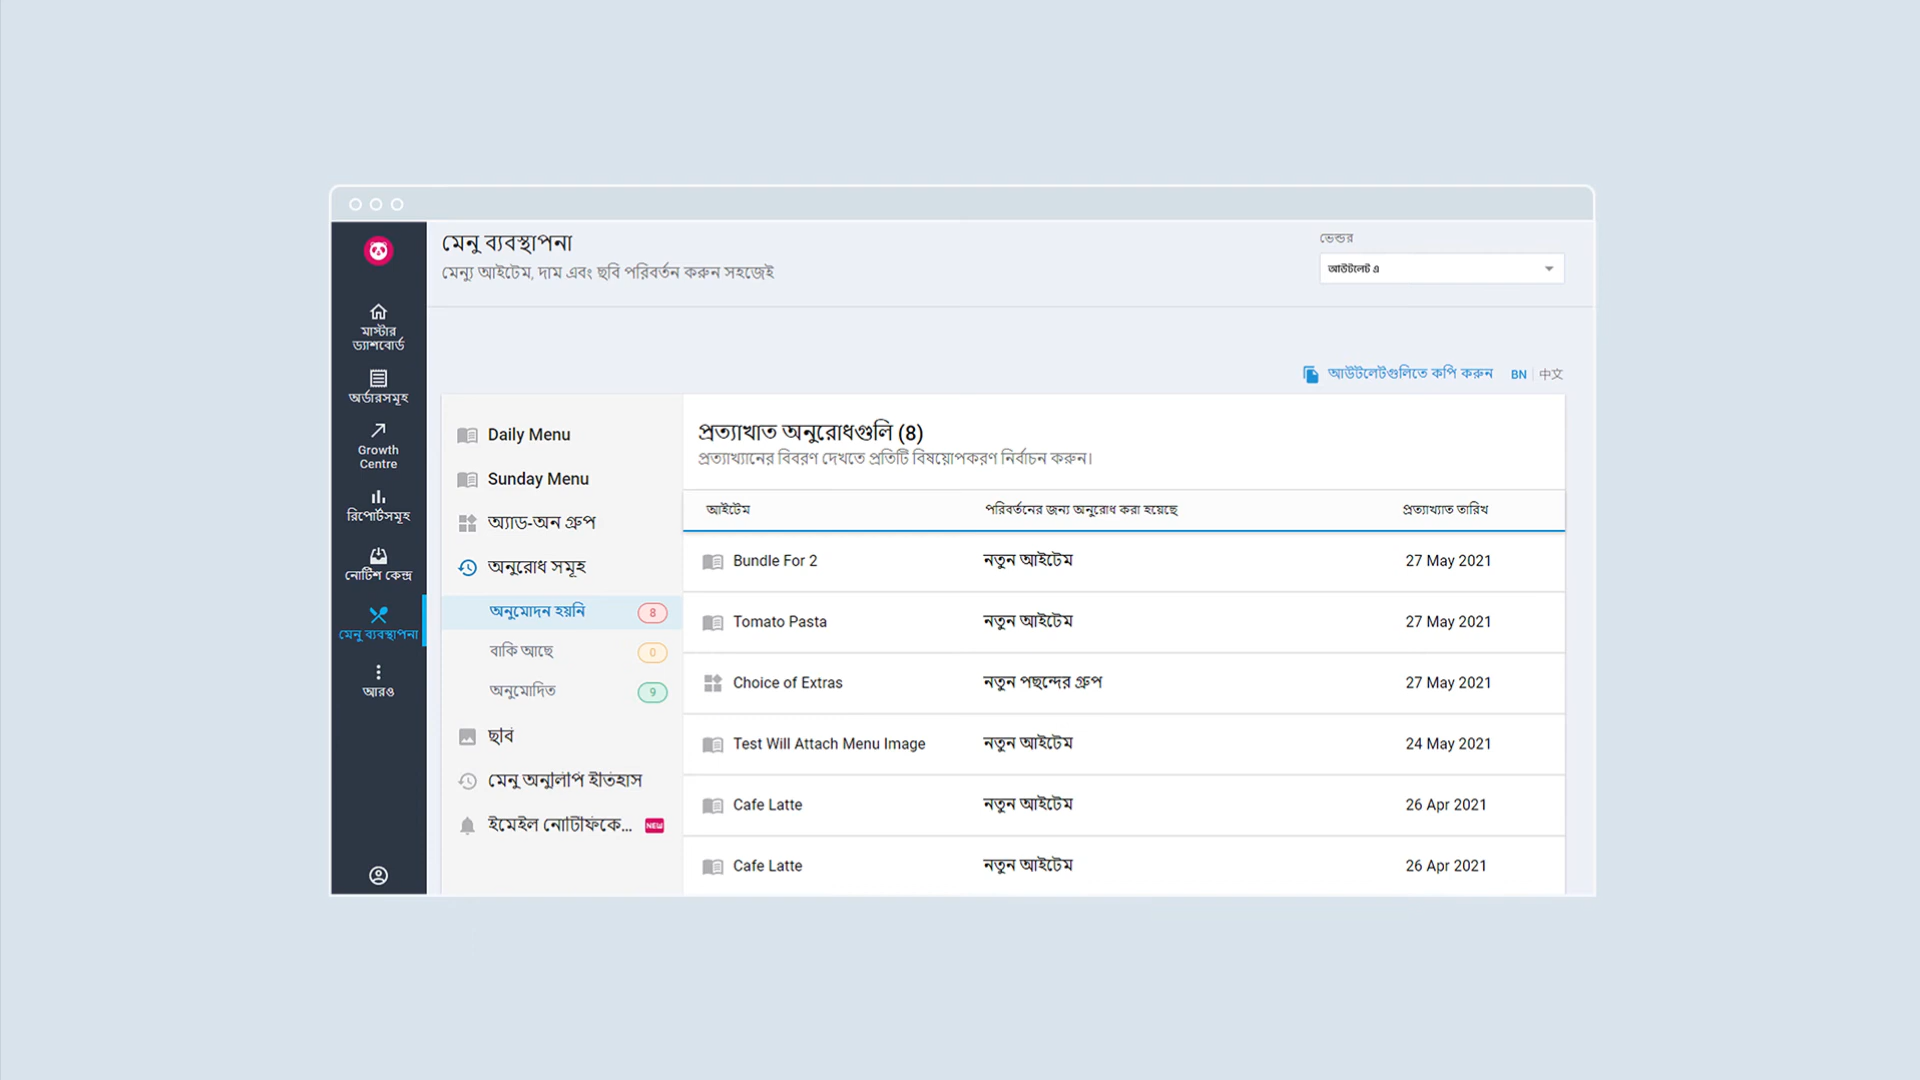 মেনু ব্যবস্থাপনা
মেন্যু আইটেম, দাম এবং ছবি পরিবর্তন করুন সহজেই
ভেন্ডর
আউটলেট এ
মাস্টার
ড্যাশবোর্ড
অর্ডারসমূহ
Growth
Centre
রিপোর্টসমূহ
নোটিশ কেন্দ্র
মেনু ব্যবস্থাপনা
আরও
আউটলেটগুলিতে কপি করুন
BN | 中文
Daily Menu
Sunday Menu
অ্যাড-অন গ্রুপ
অনুরোধ সমূহ
অনুমোদন হয়নি 8
বাকি আছে 0
অনুমোদিত 9
ছবি
মেনু অনুলিপি ইতিহাস
ইমেইল নোটিফিকে... NEW
প্রত্যাখাত অনুরোধগুলি (8)
প্রত্যাখ্যানের বিবরণ দেখতে প্রতিটি বিষয়োপকরণ নির্বাচন করুন।
আইটেম পরিবর্তনের জন্য অনুরোধ করা হয়েছে প্রত্যাখ্যাত তারিখ
Bundle For 2 নতুন আইটেম 27 May 2021
Tomato Pasta নতুন আইটেম 27 May 2021
Choice of Extras নতুন পছন্দের গ্রুপ 27 May 2021
Test Will Attach Menu Image নতুন আইটেম 24 May 2021
Cafe Latte নতুন আইটেম 26 Apr 2021
Cafe Latte নতুন আইটেম 26 Apr 2021